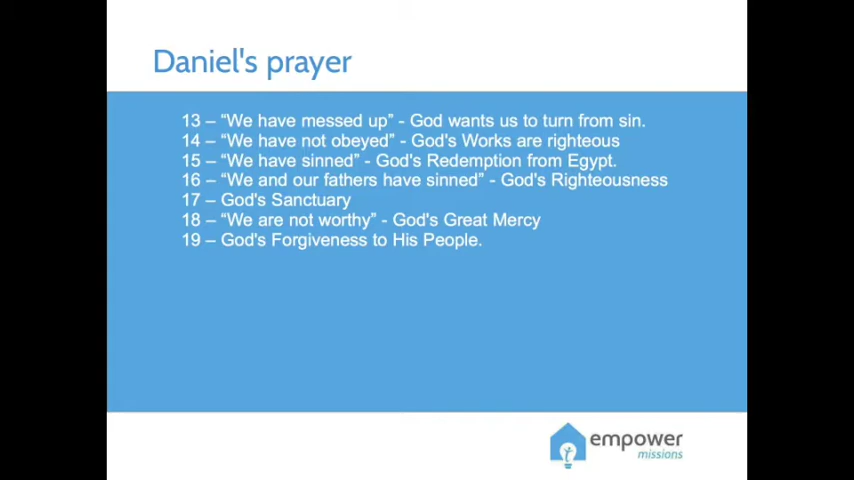 Daniel's prayer
13 – “We have messed up” - God wants us to turn from sin.
14 – “We have not obeyed” - God's Works are righteous
15 – “We have sinned” - God's Redemption from Egypt.
16 – “We and our fathers have sinned” - God's Righteousness
17 – God's Sanctuary
18 – “We are not worthy” - God's Great Mercy
19 – God's Forgiveness to His People.
empower
missions